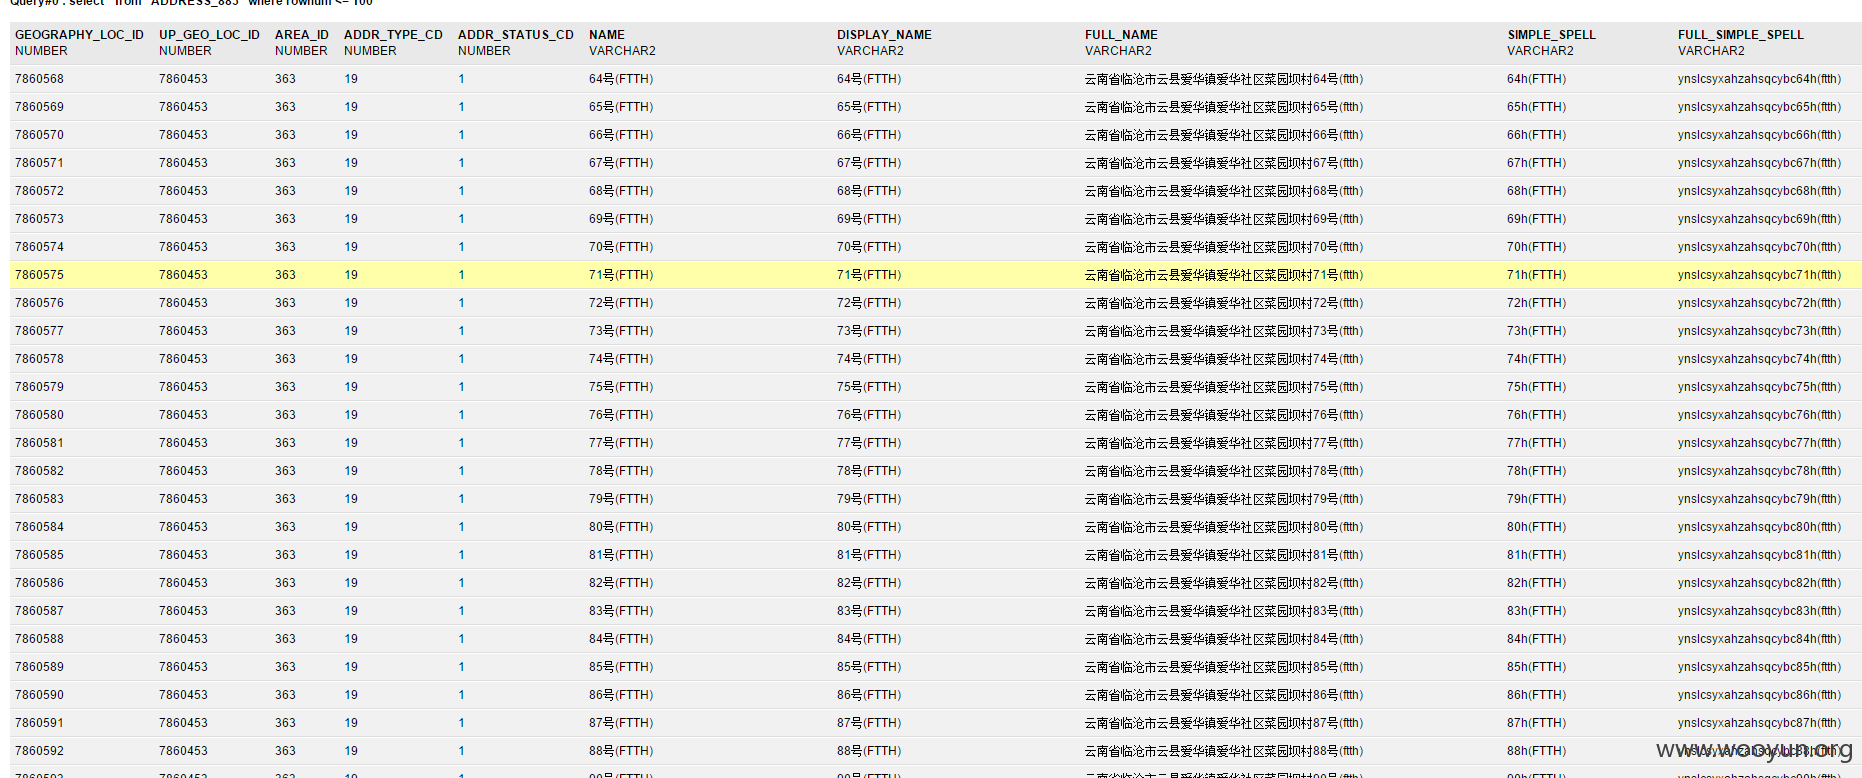 Query#0 : select * from "ADDRESS_883" where rownum <= 100
GEOGRAPHY_LOC_ID UP_GEO_LOC_ID AREA_ID ADDR_TYPE_CD ADDR_STATUS_CD NAME DISPLAY_NAME FULL_NAME SIMPLE_SPELL FULL_SIMPLE_SPELL
NUMBER NUMBER NUMBER NUMBER NUMBER VARCHAR2 VARCHAR2 VARCHAR2 VARCHAR2 VARCHAR2
7860568 7860453 363 19 1 64号(FTTH) 64号(FTTH) 云南省临沧市云县爱华镇爱华社区菜园坝村64号(ftth) 64h(FTTH) ynslcsyxahzahsqcybc64h(ftth)
7860569 7860453 363 19 1 65号(FTTH) 65号(FTTH) 云南省临沧市云县爱华镇爱华社区菜园坝村65号(ftth) 65h(FTTH) ynslcsyxahzahsqcybc65h(ftth)
7860570 7860453 363 19 1 66号(FTTH) 66号(FTTH) 云南省临沧市云县爱华镇爱华社区菜园坝村66号(ftth) 66h(FTTH) ynslcsyxahzahsqcybc66h(ftth)
7860571 7860453 363 19 1 67号(FTTH) 67号(FTTH) 云南省临沧市云县爱华镇爱华社区菜园坝村67号(ftth) 67h(FTTH) ynslcsyxahzahsqcybc67h(ftth)
7860572 7860453 363 19 1 68号(FTTH) 68号(FTTH) 云南省临沧市云县爱华镇爱华社区菜园坝村68号(ftth) 68h(FTTH) ynslcsyxahzahsqcybc68h(ftth)
7860573 7860453 363 19 1 69号(FTTH) 69号(FTTH) 云南省临沧市云县爱华镇爱华社区菜园坝村69号(ftth) 69h(FTTH) ynslcsyxahzahsqcybc69h(ftth)
7860574 7860453 363 19 1 70号(FTTH) 70号(FTTH) 云南省临沧市云县爱华镇爱华社区菜园坝村70号(ftth) 70h(FTTH) ynslcsyxahzahsqcybc70h(ftth)
7860575 7860453 363 19 1 71号(FTTH) 71号(FTTH) 云南省临沧市云县爱华镇爱华社区菜园坝村71号(ftth) 71h(FTTH) ynslcsyxahzahsqcybc71h(ftth)
7860576 7860453 363 19 1 72号(FTTH) 72号(FTTH) 云南省临沧市云县爱华镇爱华社区菜园坝村72号(ftth) 72h(FTTH) ynslcsyxahzahsqcybc72h(ftth)
7860577 7860453 363 19 1 73号(FTTH) 73号(FTTH) 云南省临沧市云县爱华镇爱华社区菜园坝村73号(ftth) 73h(FTTH) ynslcsyxahzahsqcybc73h(ftth)
7860578 7860453 363 19 1 74号(FTTH) 74号(FTTH) 云南省临沧市云县爱华镇爱华社区菜园坝村74号(ftth) 74h(FTTH) ynslcsyxahzahsqcybc74h(ftth)
7860579 7860453 363 19 1 75号(FTTH) 75号(FTTH) 云南省临沧市云县爱华镇爱华社区菜园坝村75号(ftth) 75h(FTTH) ynslcsyxahzahsqcybc75h(ftth)
7860580 7860453 363 19 1 76号(FTTH) 76号(FTTH) 云南省临沧市云县爱华镇爱华社区菜园坝村76号(ftth) 76h(FTTH) ynslcsyxahzahsqcybc76h(ftth)
7860581 7860453 363 19 1 77号(FTTH) 77号(FTTH) 云南省临沧市云县爱华镇爱华社区菜园坝村77号(ftth) 77h(FTTH) ynslcsyxahzahsqcybc77h(ftth)
7860582 7860453 363 19 1 78号(FTTH) 78号(FTTH) 云南省临沧市云县爱华镇爱华社区菜园坝村78号(ftth) 78h(FTTH) ynslcsyxahzahsqcybc78h(ftth)
7860583 7860453 363 19 1 79号(FTTH) 79号(FTTH) 云南省临沧市云县爱华镇爱华社区菜园坝村79号(ftth) 79h(FTTH) ynslcsyxahzahsqcybc79h(ftth)
7860584 7860453 363 19 1 80号(FTTH) 80号(FTTH) 云南省临沧市云县爱华镇爱华社区菜园坝村80号(ftth) 80h(FTTH) ynslcsyxahzahsqcybc80h(ftth)
7860585 7860453 363 19 1 81号(FTTH) 81号(FTTH) 云南省临沧市云县爱华镇爱华社区菜园坝村81号(ftth) 81h(FTTH) ynslcsyxahzahsqcybc81h(ftth)
7860586 7860453 363 19 1 82号(FTTH) 82号(FTTH) 云南省临沧市云县爱华镇爱华社区菜园坝村82号(ftth) 82h(FTTH) ynslcsyxahzahsqcybc82h(ftth)
7860587 7860453 363 19 1 83号(FTTH) 83号(FTTH) 云南省临沧市云县爱华镇爱华社区菜园坝村83号(ftth) 83h(FTTH) ynslcsyxahzahsqcybc83h(ftth)
7860588 7860453 363 19 1 84号(FTTH) 84号(FTTH) 云南省临沧市云县爱华镇爱华社区菜园坝村84号(ftth) 84h(FTTH) ynslcsyxahzahsqcybc84h(ftth)
7860589 7860453 363 19 1 85号(FTTH) 85号(FTTH) 云南省临沧市云县爱华镇爱华社区菜园坝村85号(ftth) 85h(FTTH) ynslcsyxahzahsqcybc85h(ftth)
7860590 7860453 363 19 1 86号(FTTH) 86号(FTTH) 云南省临沧市云县爱华镇爱华社区菜园坝村86号(ftth) 86h(FTTH) ynslcsyxahzahsqcybc86h(ftth)
7860591 7860453 363 19 1 87号(FTTH) 87号(FTTH) 云南省临沧市云县爱华镇爱华社区菜园坝村87号(ftth) 87h(FTTH) ynslcsyxahzahsqcybc87h(ftth)
7860592 7860453 363 19 1 88号(FTTH) 88号(FTTH) 云南省临沧市云县爱华镇爱华社区菜园坝村88号(ftth) 88h(FTTH) ynslcsyxahzahsqcybc88h(ftth)
www.wooyun.org